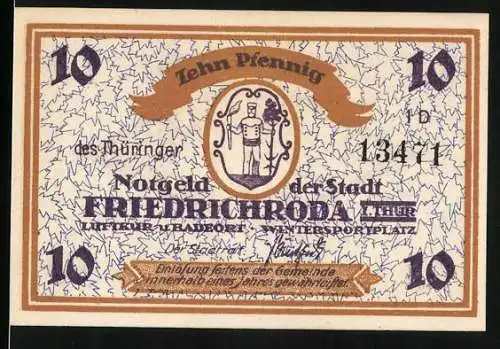 10 Zehn Pfennig 10
1D
des Thüringer 13471
Notgeld der Stadt
FRIEDRICHRODA I. THÜR
LUFTKUR- u. BADEORT - WINTERSPORTPLATZ
Der Stadtrat
10 Einlösung seitens der Gemeinde 10
innerhalb eines Jahres gewährleistet.